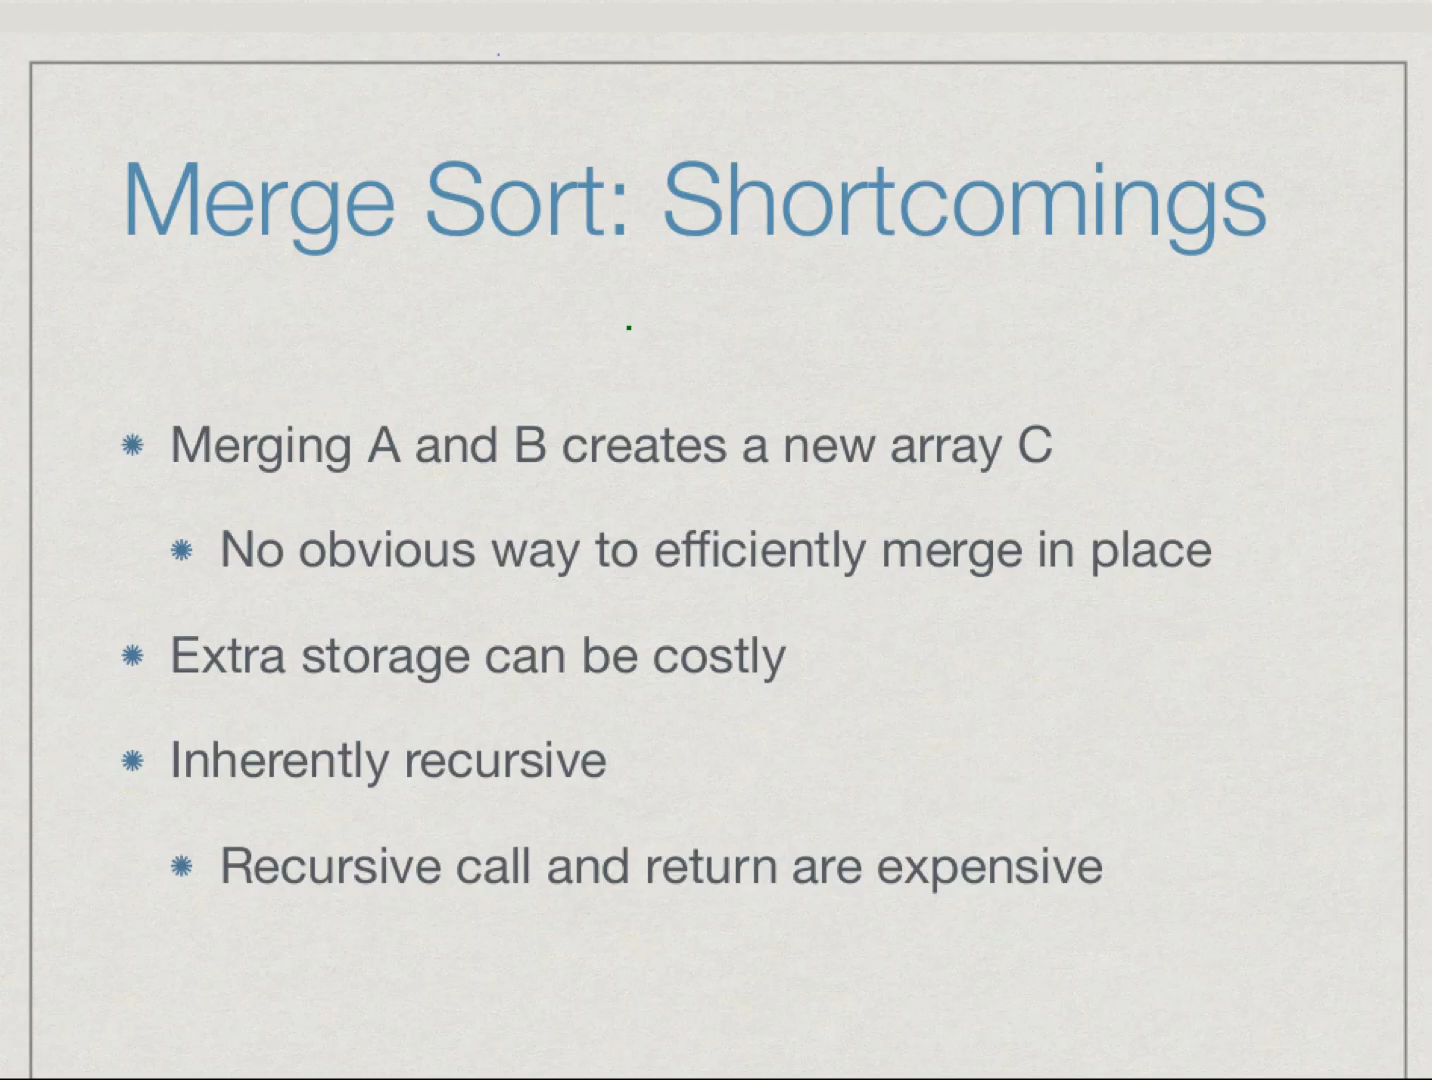 Merge Sort: Shortcomings
Merging A and B creates a new array C
No obvious way to efficiently merge in place
Extra storage can be costly
Inherently recursive
Recursive call and return are expensive